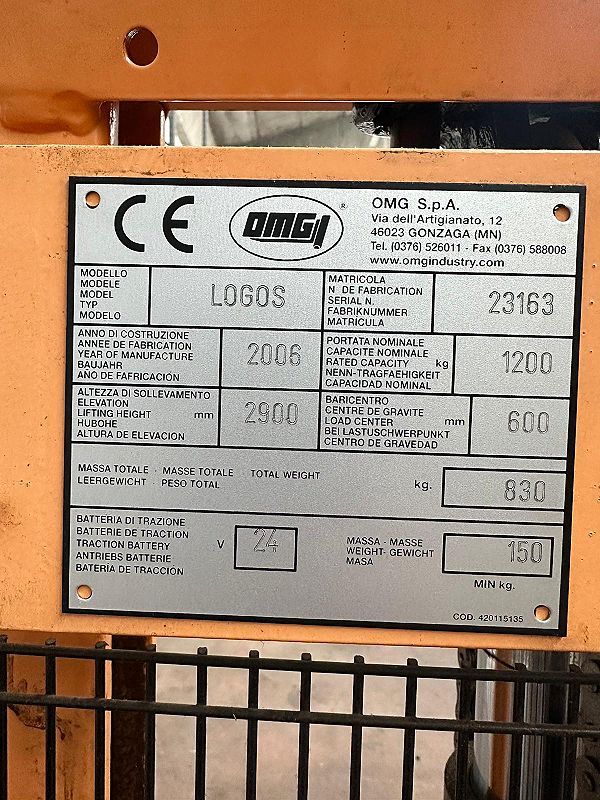 CE
OMG ®
OMG S.p.A.
Via dell'Artigianato, 12
46023 GONZAGA (MN)
Tel. (0376) 526011 - Fax (0376) 588008
www.omgindustry.com
MODELLO
MODELE
MODEL
TYP
MODELO
LOGOS
MATRICOLA
N DE FABRICATION
SERIAL N.
FABRIKNUMMER
MATRICULA
23163
ANNO DI COSTRUZIONE
ANNEE DE FABRICATION
YEAR OF MANUFACTURE
BAUJAHR
AÑO DE FAFRICACIÓN
2006
PORTATA NOMINALE
CAPACITE NOMINALE
RATED CAPACITY kg
NENN-TRAGFAEHIGKEIT
CAPACIDAD NOMINAL
1200
ALTEZZA DI SOLLEVAMENTO
ELEVATION
LIFTING HEIGHT mm
HUBOHE
ALTURA DE ELEVACION
2900
BARICENTRO
CENTRE DE GRAVITE
LOAD CENTER mm
BEI LASTUSCHWERPUNKT
CENTRO DE GRAVEDAD
600
MASSA TOTALE - MASSE TOTALE - TOTAL WEIGHT
LEERGEWICHT - PESO TOTAL
kg.
830
BATTERIA DI TRAZIONE
BATTERIE DE TRACTION
TRACTION BATTERY V
ANTRIEBS BATTERIE
BATERÍA DE TRACCIÓN
24
MASSA - MASSE
WEIGHT-GEWICHT
MASA
150
MIN kg.
COD. 420115135